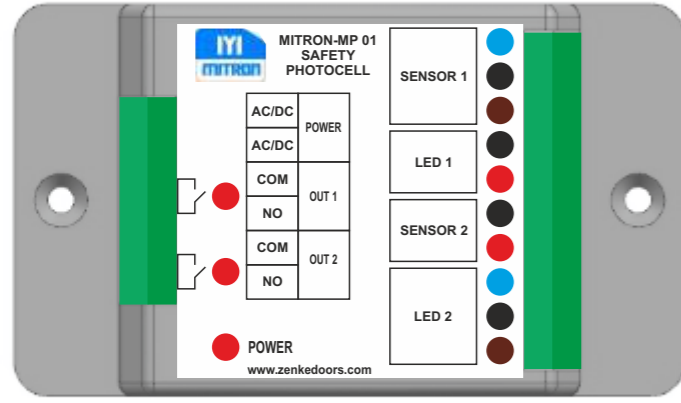 MITRON
MITRON-MP 01
SAFETY
PHOTOCELL
AC/DC
AC/DC
POWER
COM
NO
OUT 1
COM
NO
OUT 2
POWER
www.zenkedoors.com
SENSOR 1
LED 1
SENSOR 2
LED 2